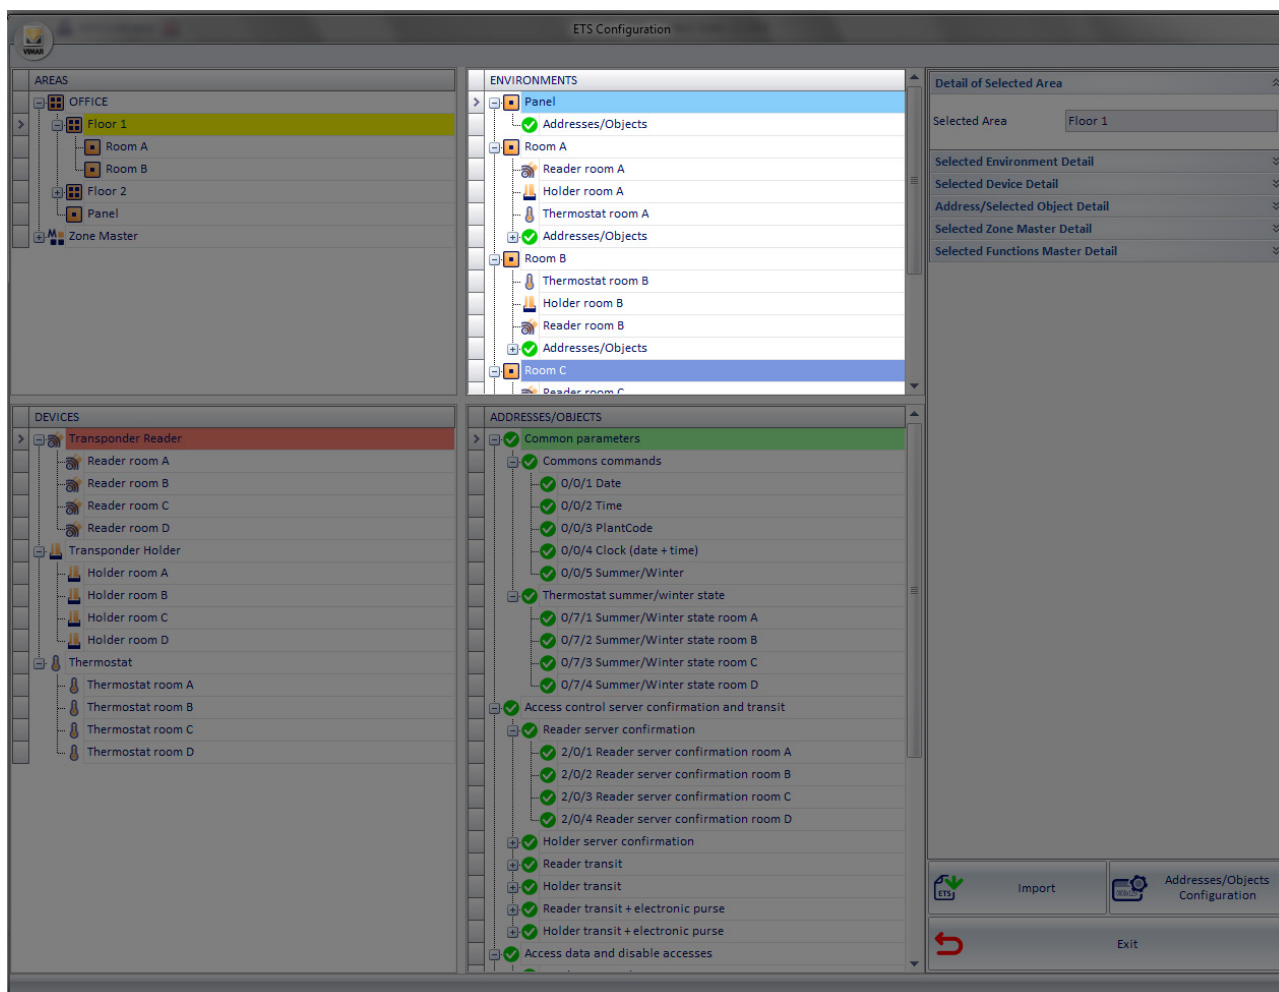 ETS Configuration
VIMAR
AREAS
OFFICE
Floor 1
Room A
Room B
Floor 2
Panel
Zone Master
ENVIRONMENTS
Panel
Addresses/Objects
Room A
Reader room A
Holder room A
Thermostat room A
Addresses/Objects
Room B
Thermostat room B
Holder room B
Reader room B
Addresses/Objects
Room C
Reader room C
Detail of Selected Area
Selected Area Floor 1
Selected Environment Detail
Selected Device Detail
Address/Selected Object Detail
Selected Zone Master Detail
Selected Functions Master Detail
DEVICES
Transponder Reader
Reader room A
Reader room B
Reader room C
Reader room D
Transponder Holder
Holder room A
Holder room B
Holder room C
Holder room D
Thermostat
Thermostat room A
Thermostat room B
Thermostat room C
Thermostat room D
ADDRESSES/OBJECTS
Common parameters
Commons commands
0/0/1 Date
0/0/2 Time
0/0/3 PlantCode
0/0/4 Clock (date + time)
0/0/5 Summer/Winter
Thermostat summer/winter state
0/7/1 Summer/Winter state room A
0/7/2 Summer/Winter state room B
0/7/3 Summer/Winter state room C
0/7/4 Summer/Winter state room D
Access control server confirmation and transit
Reader server confirmation
2/0/1 Reader server confirmation room A
2/0/2 Reader server confirmation room B
2/0/3 Reader server confirmation room C
2/0/4 Reader server confirmation room D
Holder server confirmation
Reader transit
Holder transit
Reader transit + electronic purse
Holder transit + electronic purse
Access data and disable accesses
ETS
Import
Addresses/Objects
Configuration
Exit